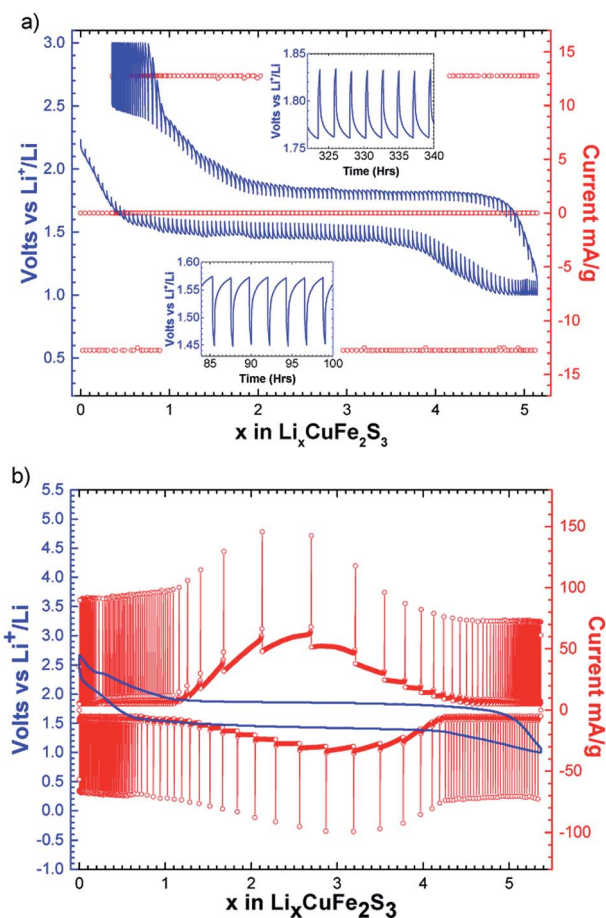 a)
3.0
2.5
2.0
1.5
1.0
0.5
Volts vs Li+/Li
15
10
5
0
-5
-10
-15
Current mA/g
1.85
1.80
1.75
Volts vs Li+/Li
325 330 335 340
Time (Hrs)
1.60
1.55
1.50
1.45
Volts vs Li+/Li
85 90 95 100
Time (Hrs)
0 1 2 3 4 5
x in LixCuFe2S3
b)
5.5
5.0
4.5
4.0
3.5
3.0
2.5
2.0
1.5
1.0
0.5
0.0
-0.5
-1.0
Volts vs Li+/Li
150
100
50
0
-50
-100
Current mA/g
0 1 2 3 4 5
x in LixCuFe2S3